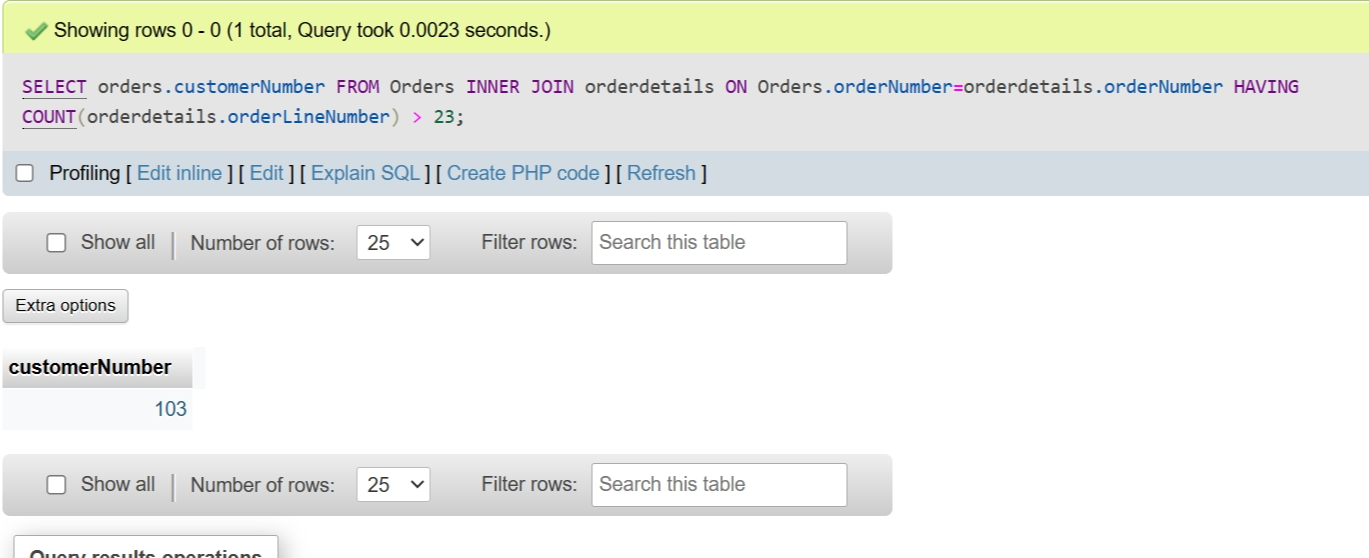 Showing rows 0 - 0 (1 total, Query took 0.0023 seconds.)
SELECT orders.customerNumber FROM Orders INNER JOIN orderdetails ON Orders.orderNumber=orderdetails.orderNumber HAVING
COUNT(orderdetails.orderLineNumber) > 23;
Profiling [ Edit inline ] [ Edit ] [ Explain SQL ] [ Create PHP code ] [ Refresh ]
Show all | Number of rows: 25 Filter rows: Search this table
Extra options
customerNumber
103
Show all | Number of rows: 25 Filter rows: Search this table
Query results operations